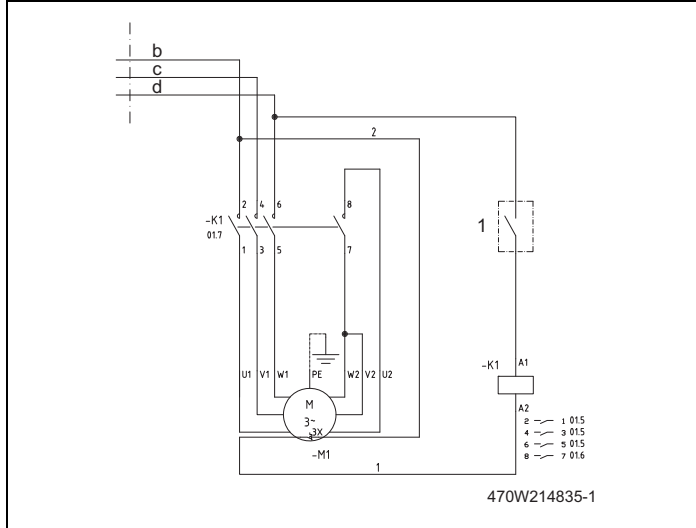 b
c
d
2
2 4 6 8
-K1
01.7
1 3 5 7
1
U1 V1 W1 PE W2 V2 U2
-K1 A1
M
3~
3X
A2
-M1
2 1 01.5
4 3 01.5
6 5 01.5
8 7 01.6
1
470W214835-1